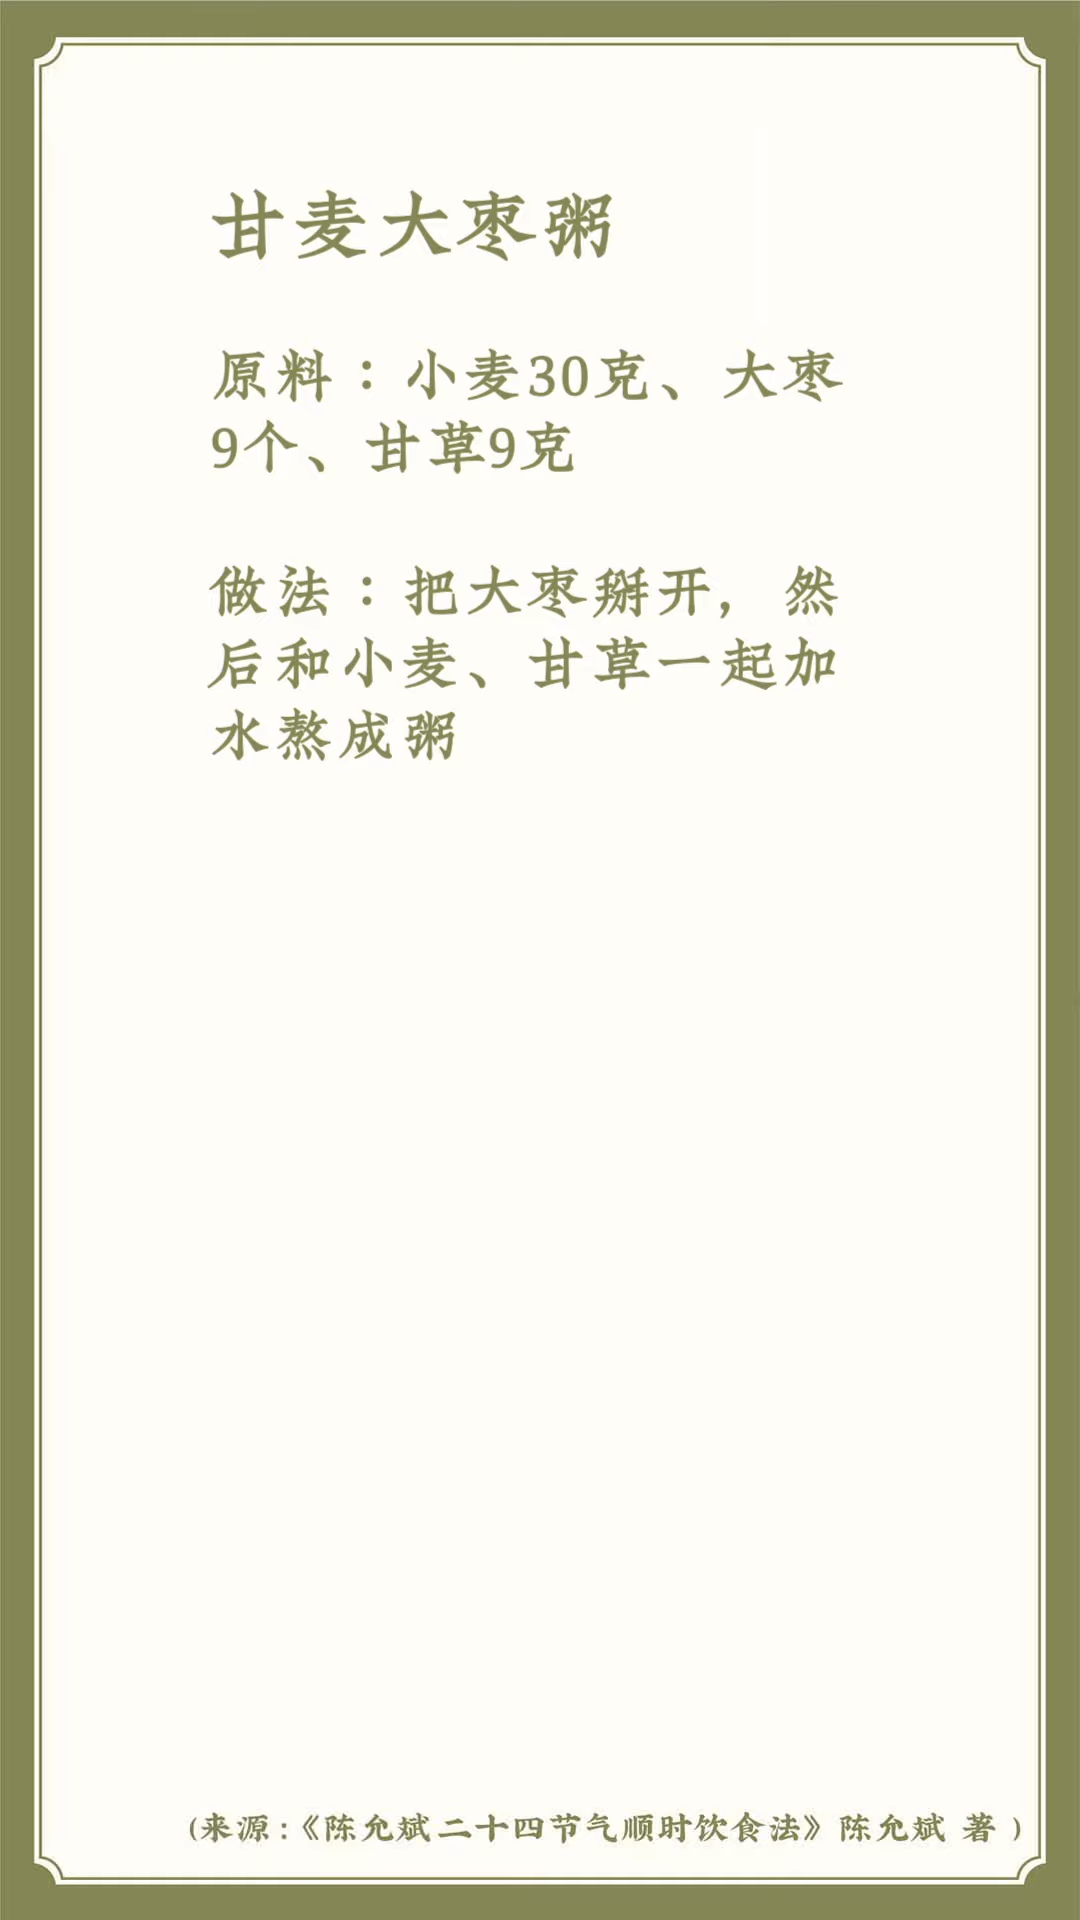 甘麦大枣粥
原料：小麦30克、大枣
9个、甘草9克
做法：把大枣掰开，然
后和小麦、甘草一起加
水熬成粥
(来源:《陈允斌二十四节气顺时饮食法》陈允斌 著 )